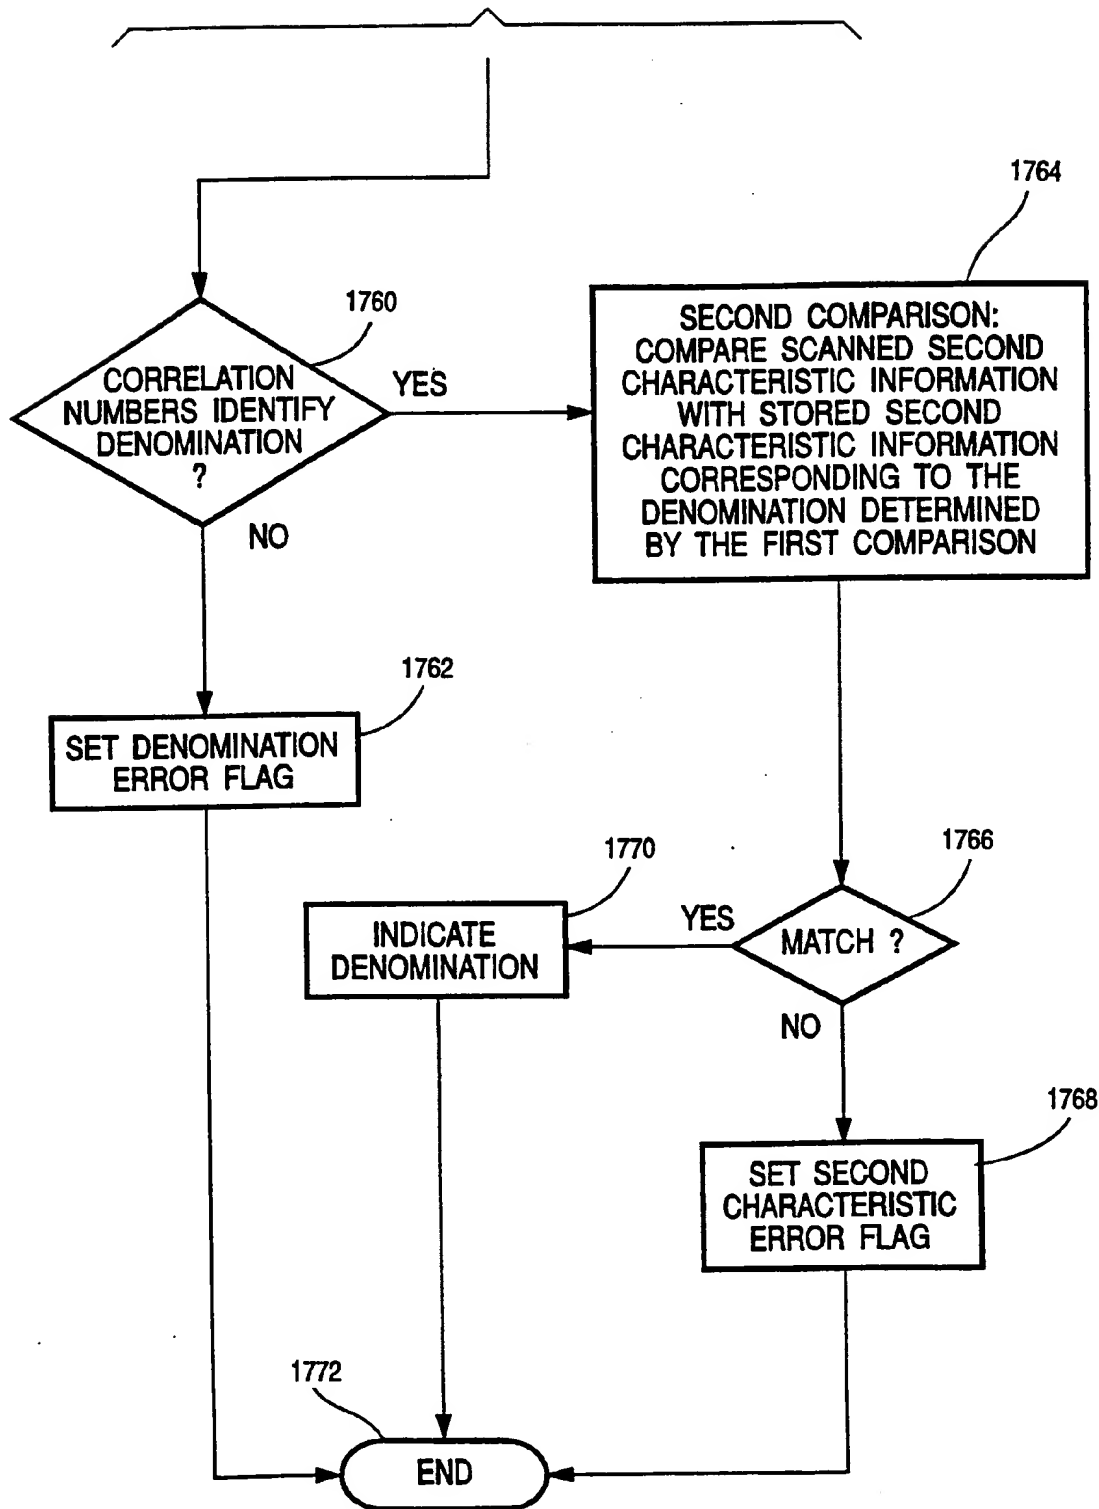 1764
1760
SECOND COMPARISON:
COMPARE SCANNED SECOND
CHARACTERISTIC INFORMATION
WITH STORED SECOND
CHARACTERISTIC INFORMATION
CORRESPONDING TO THE
DENOMINATION DETERMINED
BY THE FIRST COMPARISON
CORRELATION
NUMBERS IDENTIFY
DENOMINATION
?
YES
NO
1762
SET DENOMINATION
ERROR FLAG
1770
1766
INDICATE
DENOMINATION
YES
MATCH ?
NO
1768
SET SECOND
CHARACTERISTIC
ERROR FLAG
1772
END